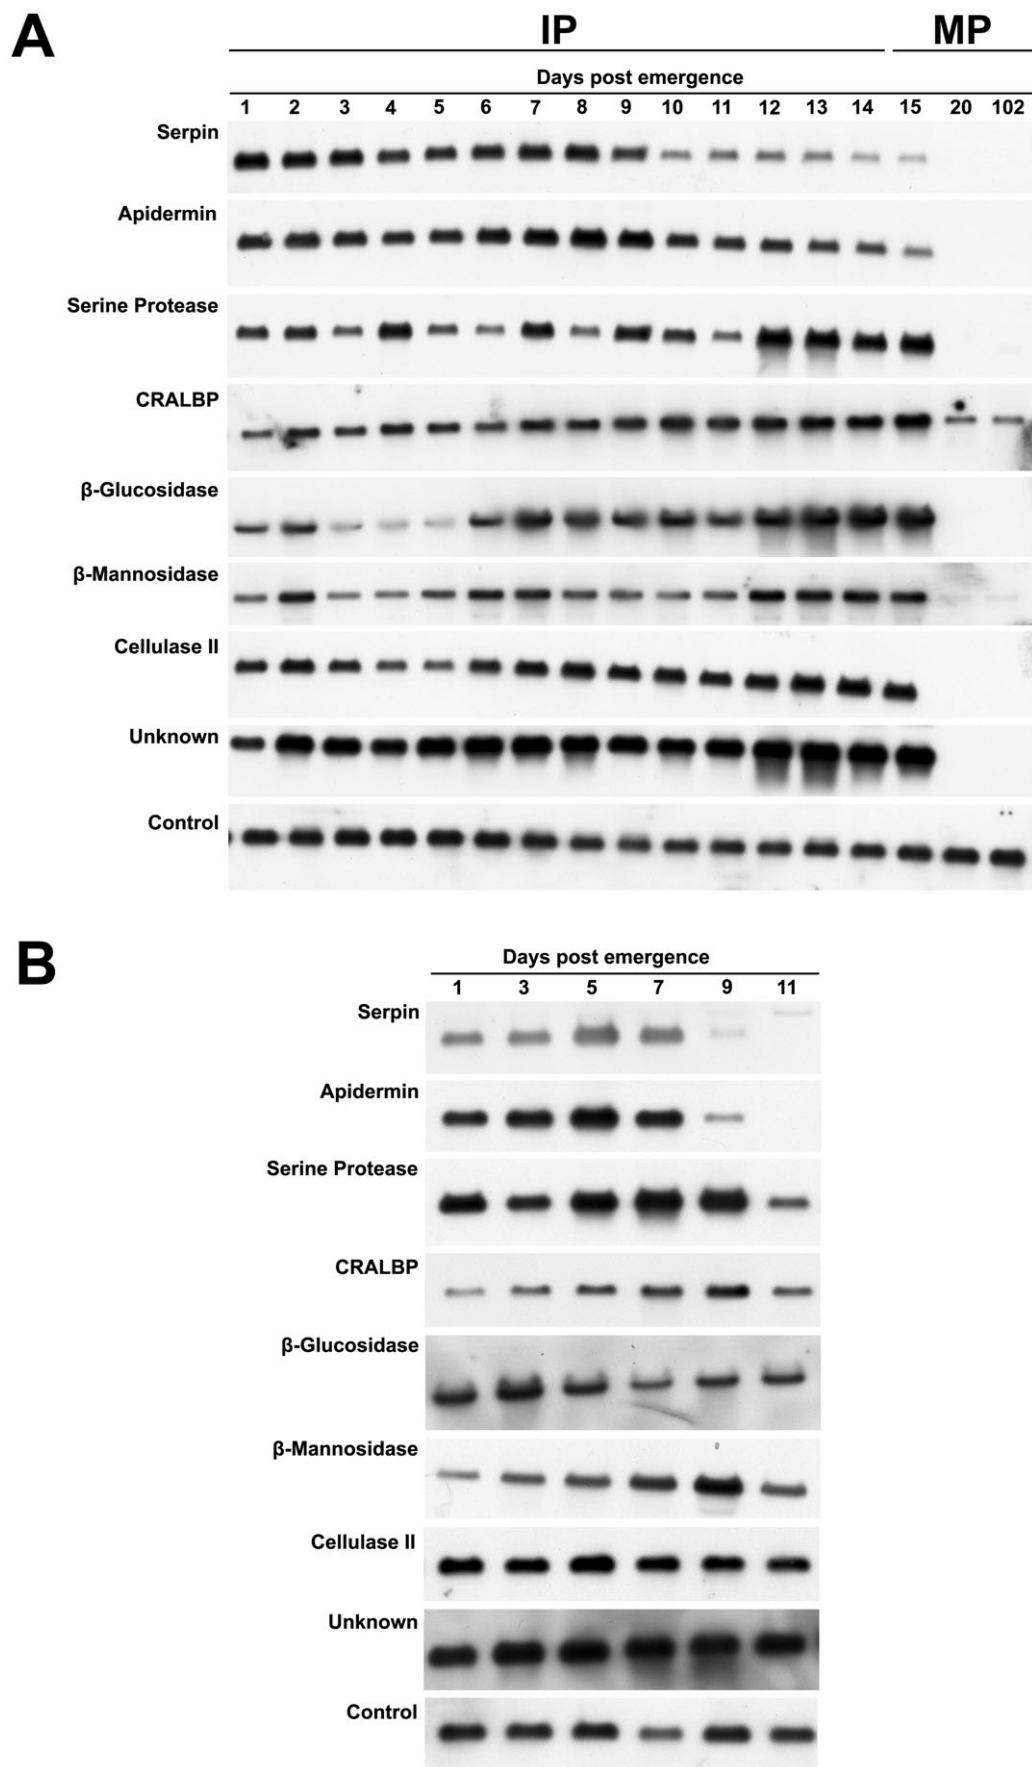 A
IP MP
Days post emergence
1 2 3 4 5 6 7 8 9 10 11 12 13 14 15 20 102
Serpin
Apidermin
Serine Protease
CRALBP
β-Glucosidase
β-Mannosidase
Cellulase II
Unknown
Control
B
Days post emergence
1 3 5 7 9 11
Serpin
Apidermin
Serine Protease
CRALBP
β-Glucosidase
β-Mannosidase
Cellulase II
Unknown
Control